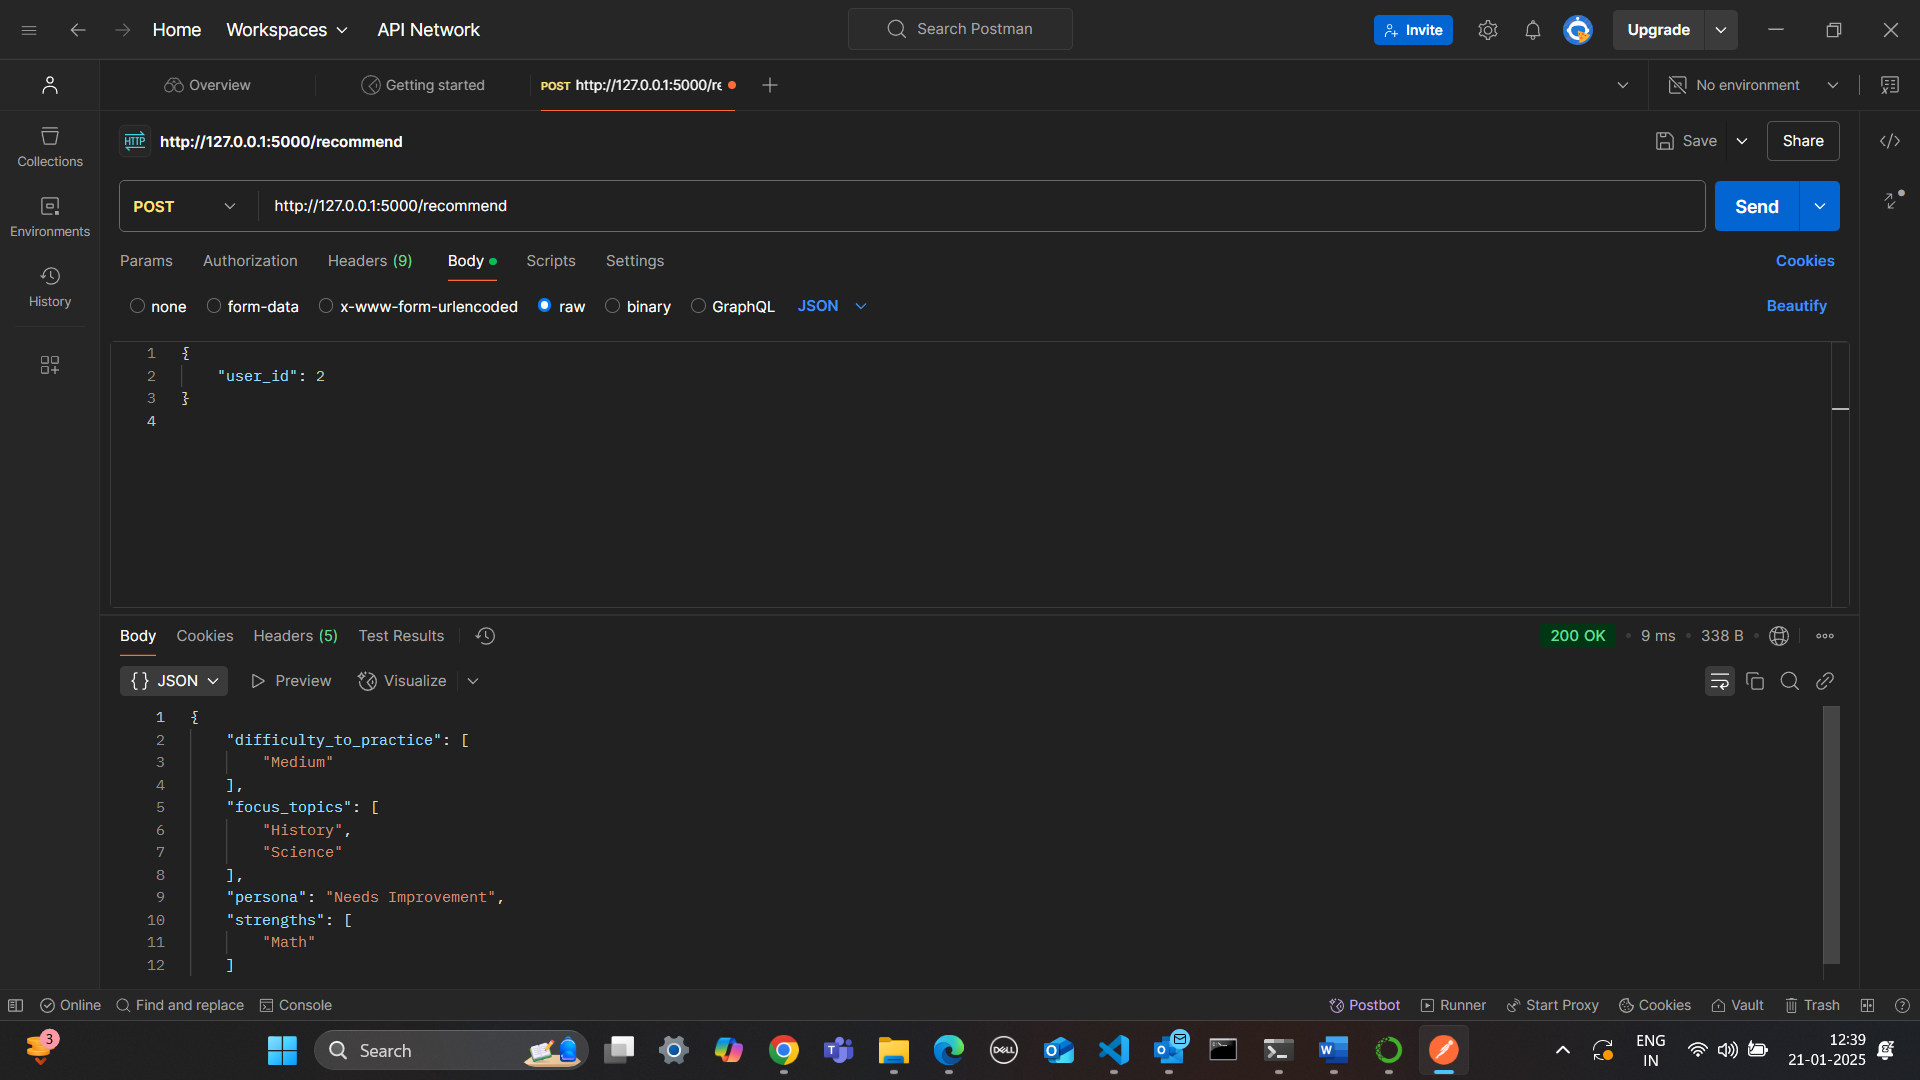 Home Workspaces API Network Search Postman Invite Upgrade
Overview Getting started POST http://127.0.0.1:5000/re No environment
HTTP http://127.0.0.1:5000/recommend Save Share
Collections
POST http://127.0.0.1:5000/recommend Send
Environments
Params Authorization Headers (9) Body Scripts Settings Cookies
History
none form-data x-www-form-urlencoded raw binary GraphQL JSON Beautify
1 {
2 "user_id": 2
3 }
4
Body Cookies Headers (5) Test Results 200 OK • 9 ms • 338 B •
{} JSON Preview Visualize
1 {
2 "difficulty_to_practice": [
3 "Medium"
4 ],
5 "focus_topics": [
6 "History",
7 "Science"
8 ],
9 "persona": "Needs Improvement",
10 "strengths": [
11 "Math"
12 ]
Online Find and replace Console Postbot Runner Start Proxy Cookies Vault Trash
3 Search DELL ENG 12:39
IN 21-01-2025